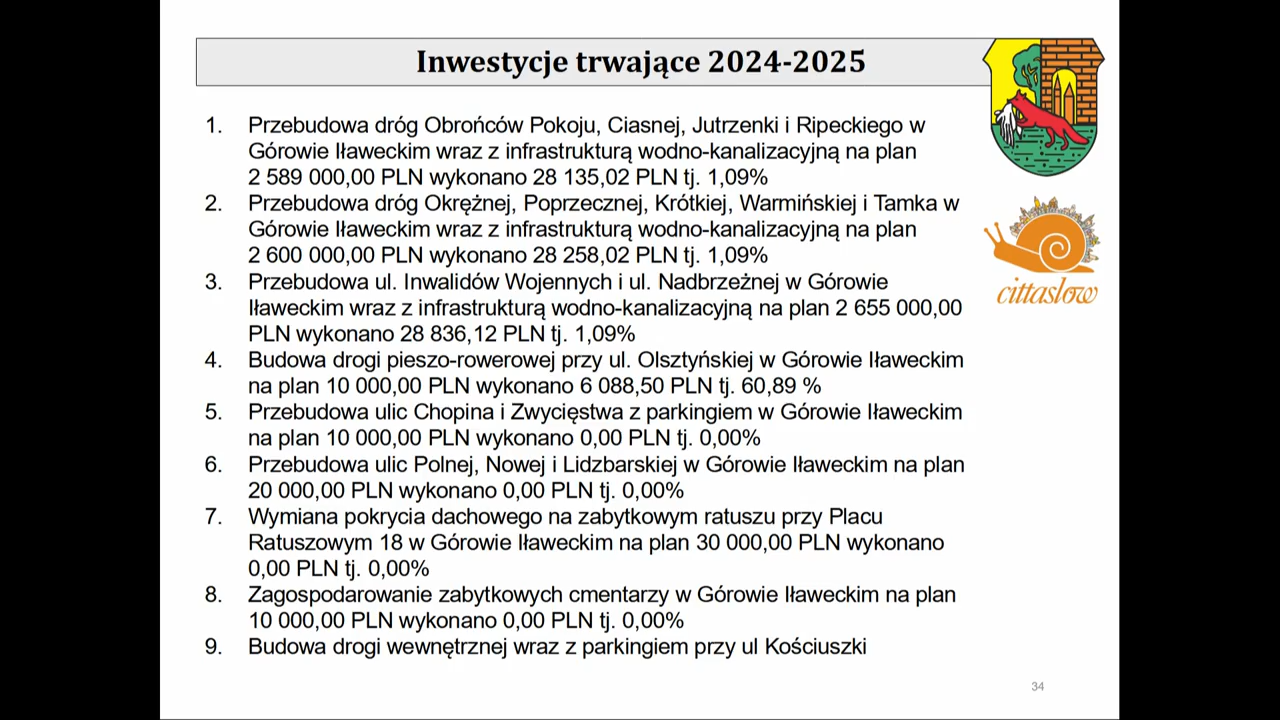 Inwestycje trwające 2024-2025
1. Przebudowa dróg Obrońców Pokoju, Ciasnej, Jutrzenki i Ripeckiego w
Górowie Iławeckim wraz z infrastrukturą wodno-kanalizacyjną na plan
2 589 000,00 PLN wykonano 28 135,02 PLN tj. 1,09%
2. Przebudowa dróg Okrężnej, Poprzecznej, Krótkiej, Warmińskiej i Tamka w
Górowie Iławeckim wraz z infrastrukturą wodno-kanalizacyjną na plan
2 600 000,00 PLN wykonano 28 258,02 PLN tj. 1,09%
3. Przebudowa ul. Inwalidów Wojennych i ul. Nadbrzeżnej w Górowie
Iławeckim wraz z infrastrukturą wodno-kanalizacyjną na plan 2 655 000,00
PLN wykonano 28 836,12 PLN tj. 1,09%
4. Budowa drogi pieszo-rowerowej przy ul. Olsztyńskiej w Górowie Iławeckim
na plan 10 000,00 PLN wykonano 6 088,50 PLN tj. 60,89 %
5. Przebudowa ulic Chopina i Zwycięstwa z parkingiem w Górowie Iławeckim
na plan 10 000,00 PLN wykonano 0,00 PLN tj. 0,00%
6. Przebudowa ulic Polnej, Nowej i Lidzbarskiej w Górowie Iławeckim na plan
20 000,00 PLN wykonano 0,00 PLN tj. 0,00%
7. Wymiana pokrycia dachowego na zabytkowym ratuszu przy Placu
Ratuszowym 18 w Górowie Iławeckim na plan 30 000,00 PLN wykonano
0,00 PLN tj. 0,00%
8. Zagospodarowanie zabytkowych cmentarzy w Górowie Iławeckim na plan
10 000,00 PLN wykonano 0,00 PLN tj. 0,00%
9. Budowa drogi wewnętrznej wraz z parkingiem przy ul Kościuszki
cittaslow
34